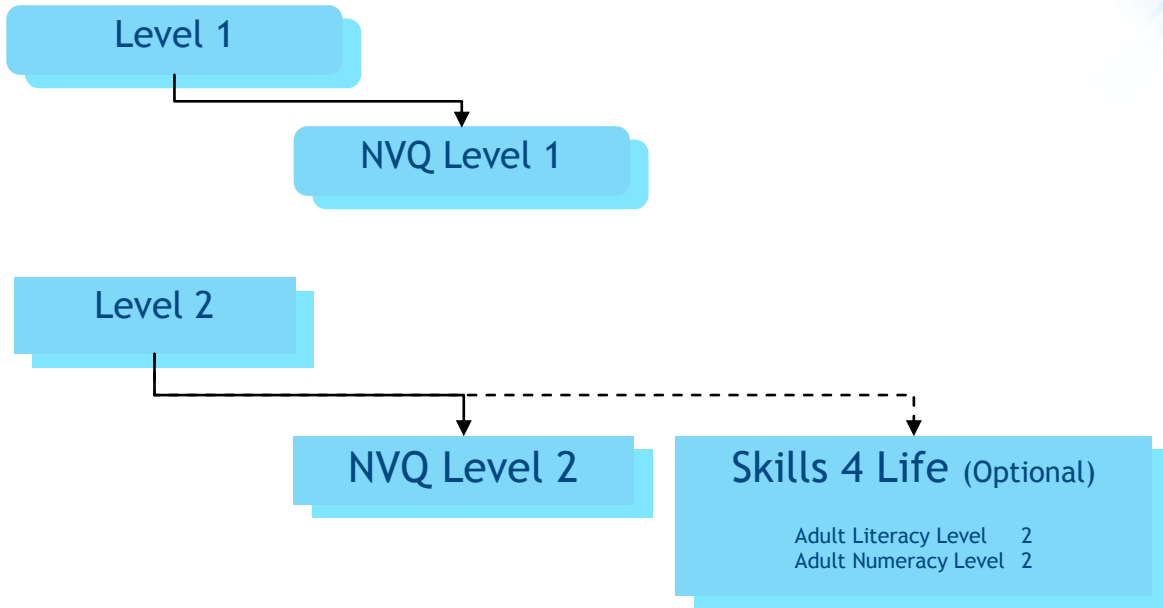 Level 1
NVQ Level 1
Level 2
NVQ Level 2
Skills 4 Life (Optional)
Adult Literacy Level 2
Adult Numeracy Level 2